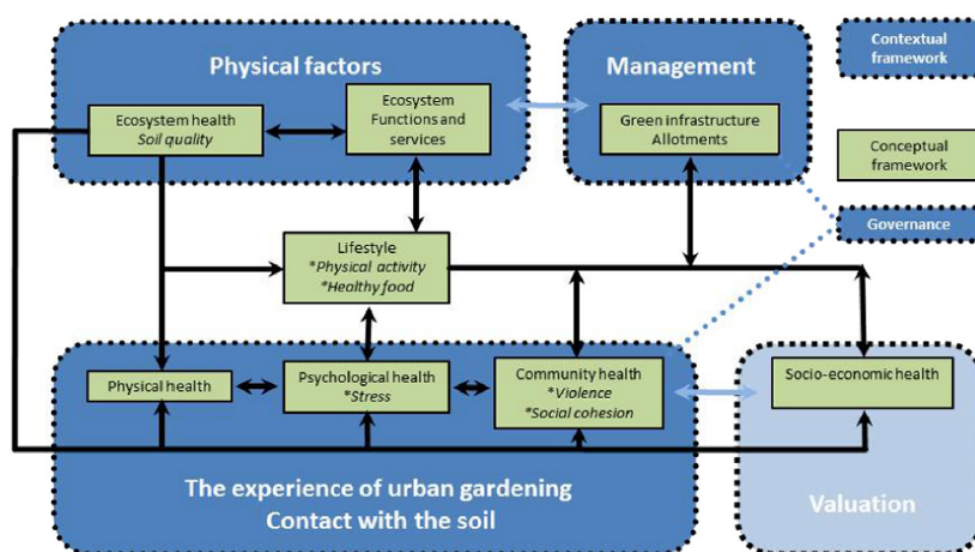 Physical factors
Ecosystem health
Soil quality
Ecosystem
Functions and
services
Management
Green infrastructure
Allotments
Contextual
framework
Conceptual
framework
Governance
Lifestyle
*Physical activity
*Healthy food
Physical health
Psychological health
*Stress
Community health
*Violence
*Social cohesion
Socio-economic health
The experience of urban gardening
Contact with the soil
Valuation